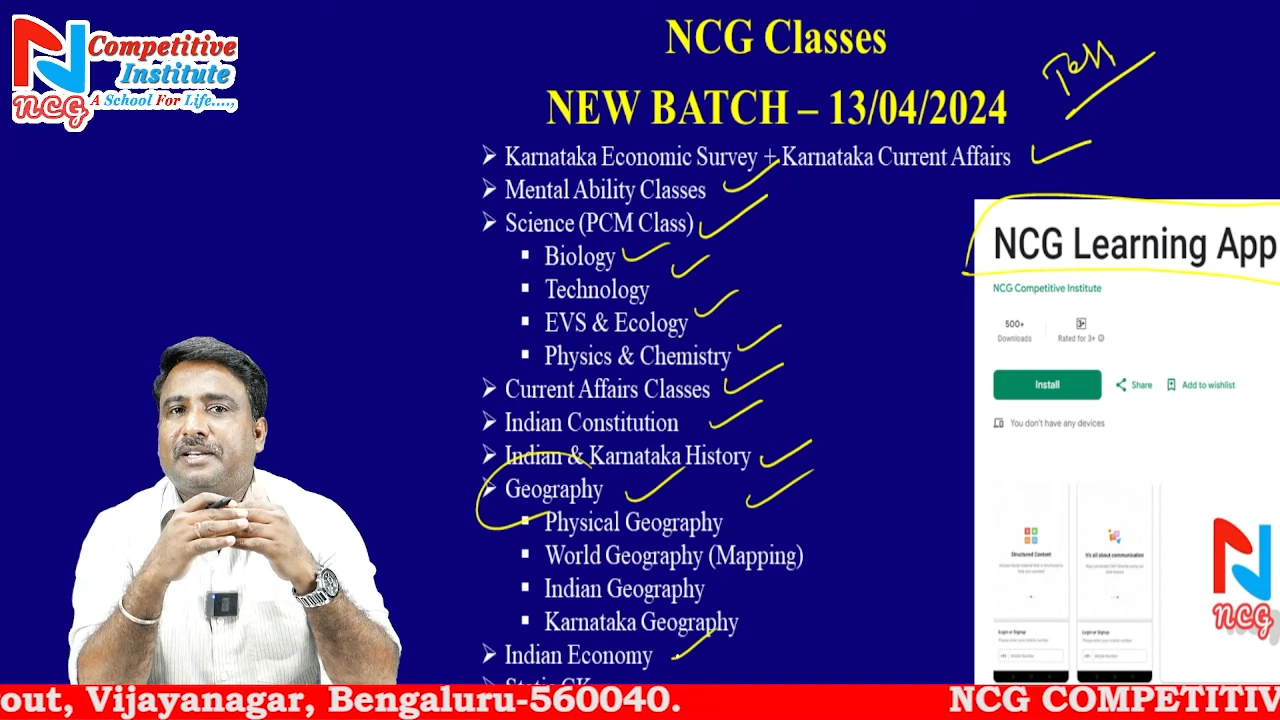 Competitive
Institute
NCG A School For Life....,
NCG Classes
NEW BATCH – 13/04/2024
Karnataka Economic Survey + Karnataka Current Affairs
Mental Ability Classes
Science (PCM Class)
Biology
Technology
EVS & Ecology
Physics & Chemistry
Current Affairs Classes
Indian Constitution
Indian & Karnataka History
Geography
Physical Geography
World Geography (Mapping)
Indian Geography
Karnataka Geography
Indian Economy
Static GK
NCG Learning App
NCG Competitive Institute
500+
Downloads
3+
Rated for 3+
Install
Share
Add to wishlist
You don't have any devices
Structured Content
It's all about communication
Login or Signup
Login or Signup
NCG
out, Vijayanagar, Bengaluru-560040.
NCG COMPETITIV